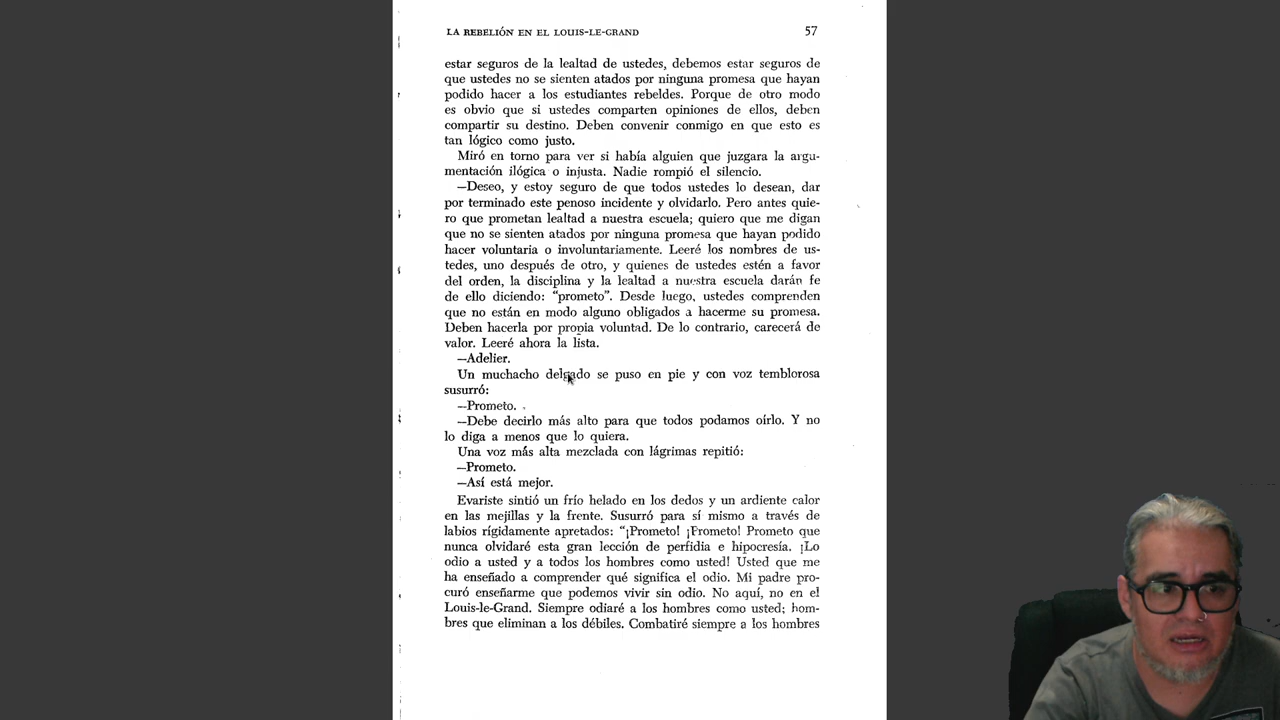 LA REBELIÓN EN EL LOUIS-LE-GRAND 57
estar seguros de la lealtad de ustedes, debemos estar seguros de
que ustedes no se sienten atados por ninguna promesa que hayan
podido hacer a los estudiantes rebeldes. Porque de otro modo
es obvio que si ustedes comparten opiniones de ellos, deben
compartir su destino. Deben convenir conmigo en que esto es
tan lógico como justo.
Miró en torno para ver si había alguien que juzgara la argu-
mentación ilógica o injusta. Nadie rompió el silencio.
—Deseo, y estoy seguro de que todos ustedes lo desean, dar
por terminado este penoso incidente y olvidarlo. Pero antes quie-
ro que prometan lealtad a nuestra escuela; quiero que me digan
que no se sienten atados por ninguna promesa que hayan podido
hacer voluntaria o involuntariamente. Leeré los nombres de us-
tedes, uno después de otro, y quienes de ustedes estén a favor
del orden, la disciplina y la lealtad a nuestra escuela darán fe
de ello diciendo: “prometo”. Desde luego, ustedes comprenden
que no están en modo alguno obligados a hacerme su promesa.
Deben hacerla por propia voluntad. De lo contrario, carecerá de
valor. Leeré ahora la lista.
—Adelier.
Un muchacho delgado se puso en pie y con voz temblorosa
susurró:
—Prometo.
—Debe decirlo más alto para que todos podamos oírlo. Y no
lo diga a menos que lo quiera.
Una voz más alta mezclada con lágrimas repitió:
—Prometo.
—Así está mejor.
Evariste sintió un frío helado en los dedos y un ardiente calor
en las mejillas y la frente. Susurró para sí mismo a través de
labios rígidamente apretados: “¡Prometo! ¡Prometo! Prometo que
nunca olvidaré esta gran lección de perfidia e hipocresía. ¡Lo
odio a usted y a todos los hombres como usted! Usted que me
ha enseñado a comprender qué significa el odio. Mi padre pro-
curó enseñarme que podemos vivir sin odio. No aquí, no en el
Louis-le-Grand. Siempre odiaré a los hombres como usted; hom-
bres que eliminan a los débiles. Combatiré siempre a los hombres